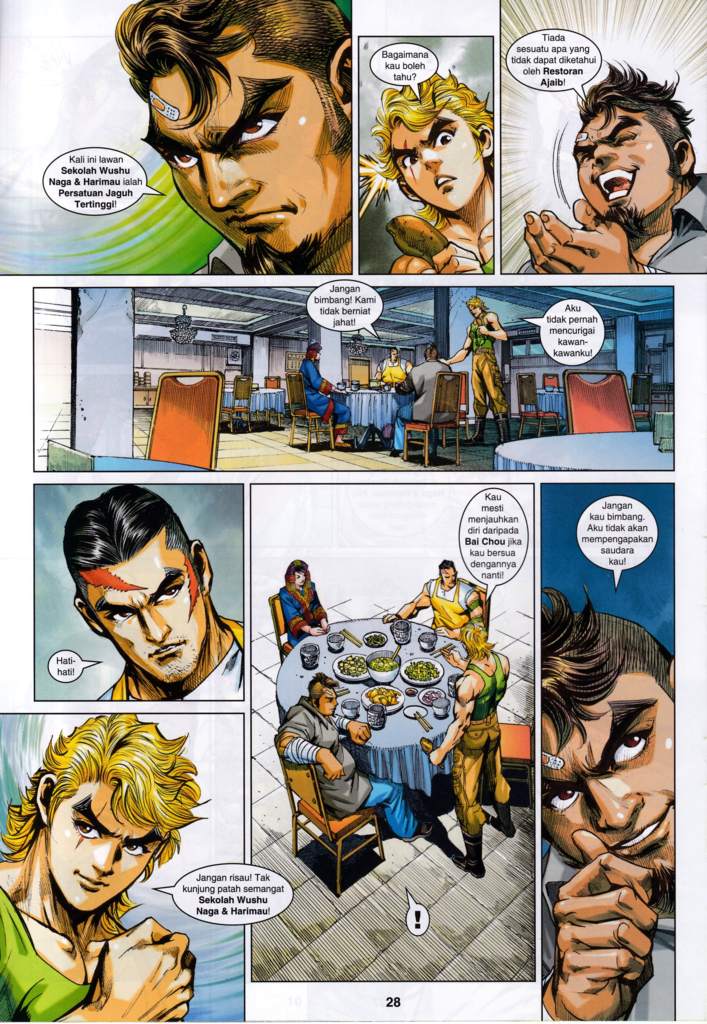 Kali ini lawan
Sekolah Wushu
Naga & Harimau ialah
Persatuan Jaguh
Tertinggi!
Bagaimana
kau boleh
tahu?
Tiada
sesuatu apa yang
tidak dapat diketahui
oleh Restoran
Ajaib!
Jangan
bimbang! Kami
tidak berniat
jahat!
Aku
tidak pernah
mencurigai
kawan-
kawanku!
Hati-
hati!
Kau
mesti
menjauhkan
diri daripada
Bai Chou jika
kau bersua
dengannya
nanti!
Jangan
kau bimbang.
Aku tidak akan
mempengapakan
saudara
kau!
Jangan risau! Tak
kunjung patah semangat
Sekolah Wushu
Naga & Harimau!
!
28